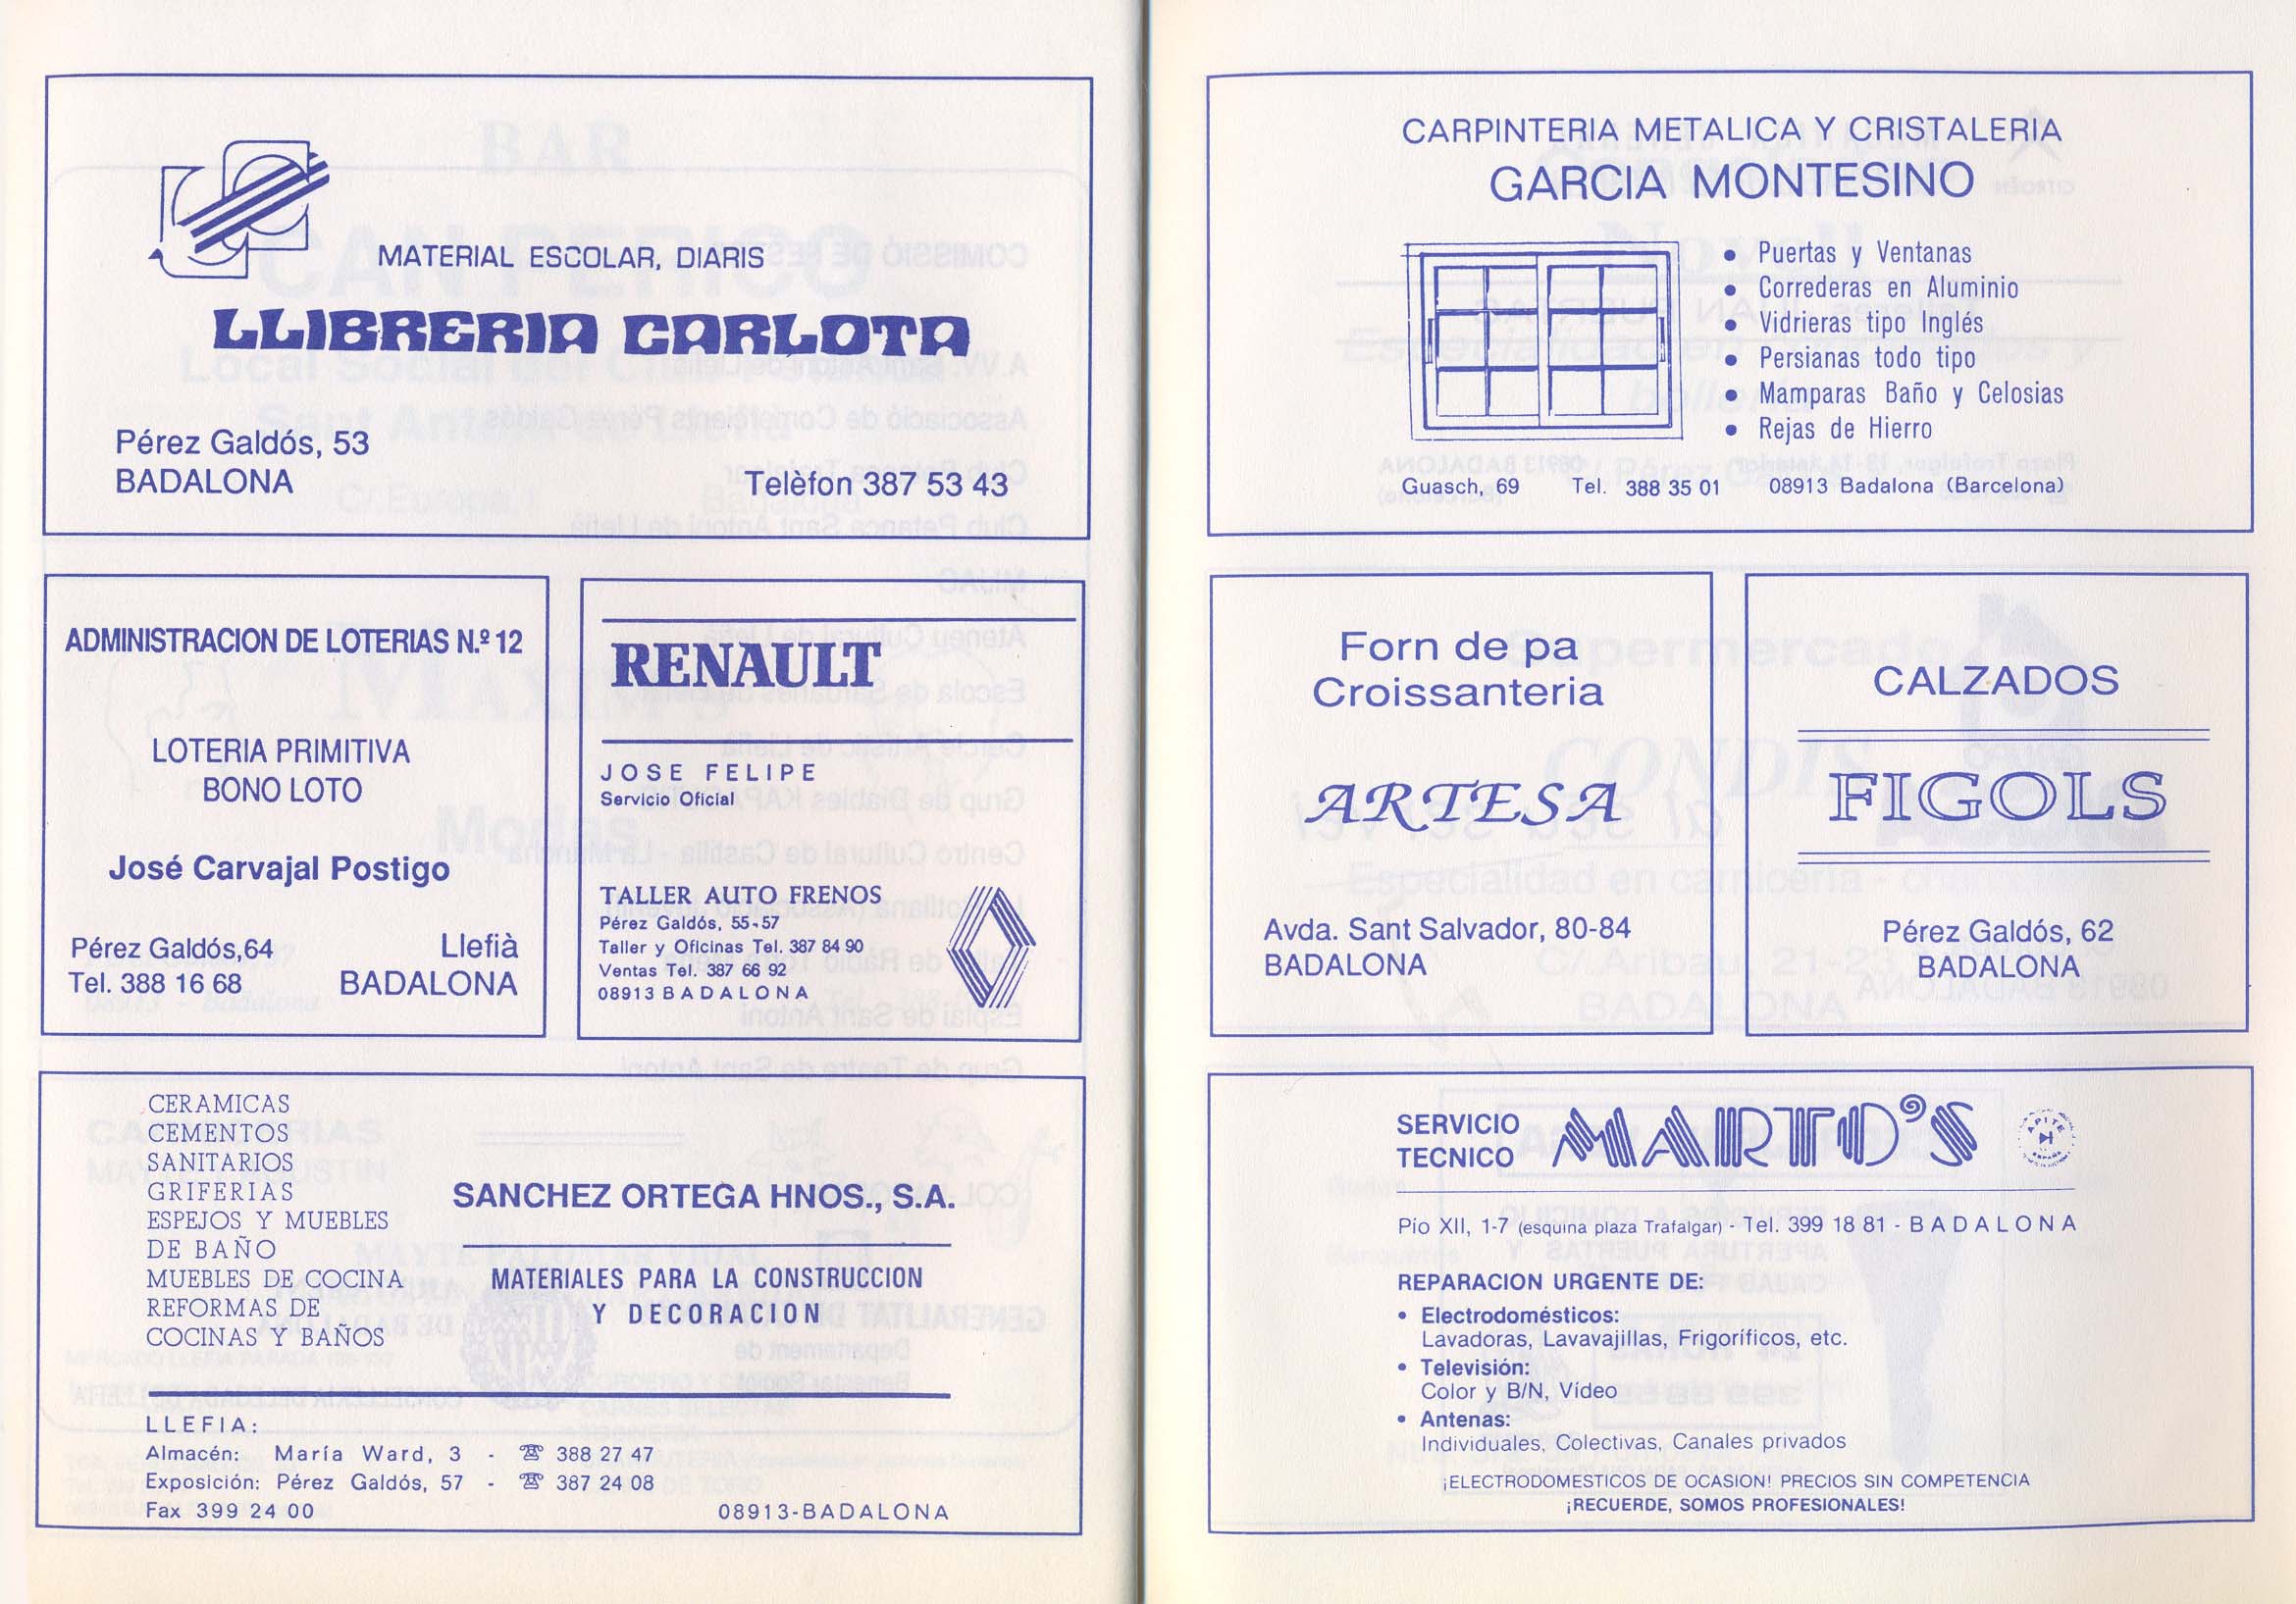 MATERIAL ESCOLAR, DIARIS
LLIBRERIA CARLOTA
Pérez Galdós, 53
BADALONA
Telèfon 387 53 43
ADMINISTRACION DE LOTERIAS N.º 12
LOTERIA PRIMITIVA
BONO LOTO
José Carvajal Postigo
Pérez Galdós,64
Tel. 388 16 68
Llefià
BADALONA
RENAULT
JOSE FELIPE
Servicio Oficial
TALLER AUTO FRENOS
Pérez Galdós, 55-57
Taller y Oficinas Tel. 387 84 90
Ventas Tel. 387 66 92
08913 BADALONA
CERAMICAS
CEMENTOS
SANITARIOS
GRIFERIAS
ESPEJOS Y MUEBLES
DE BAÑO
MUEBLES DE COCINA
REFORMAS DE
COCINAS Y BAÑOS
SANCHEZ ORTEGA HNOS., S.A.
MATERIALES PARA LA CONSTRUCCION
Y DECORACION
LLEFIA:
Almacén: María Ward, 3 - ☎ 388 27 47
Exposición: Pérez Galdós, 57 - ☎ 387 24 08
Fax 399 24 00
08913-BADALONA
CARPINTERIA METALICA Y CRISTALERIA
GARCIA MONTESINO
• Puertas y Ventanas
• Correderas en Aluminio
• Vidrieras tipo Inglés
• Persianas todo tipo
• Mamparas Baño y Celosias
• Rejas de Hierro
Guasch, 69 Tel. 388 35 01 08913 Badalona (Barcelona)
Forn de pa
Croissanteria
ARTESA
Avda. Sant Salvador, 80-84
BADALONA
CALZADOS
FIGOLS
Pérez Galdós, 62
BADALONA
SERVICIO
TECNICO
MARTO'S
Pío XII, 1-7 (esquina plaza Trafalgar) - Tel. 399 18 81 - BADALONA
REPARACION URGENTE DE:
• Electrodomésticos:
Lavadoras, Lavavajillas, Frigoríficos, etc.
• Televisión:
Color y B/N, Vídeo
• Antenas:
Individuales, Colectivas, Canales privados
¡ELECTRODOMESTICOS DE OCASION! PRECIOS SIN COMPETENCIA
¡RECUERDE, SOMOS PROFESIONALES!